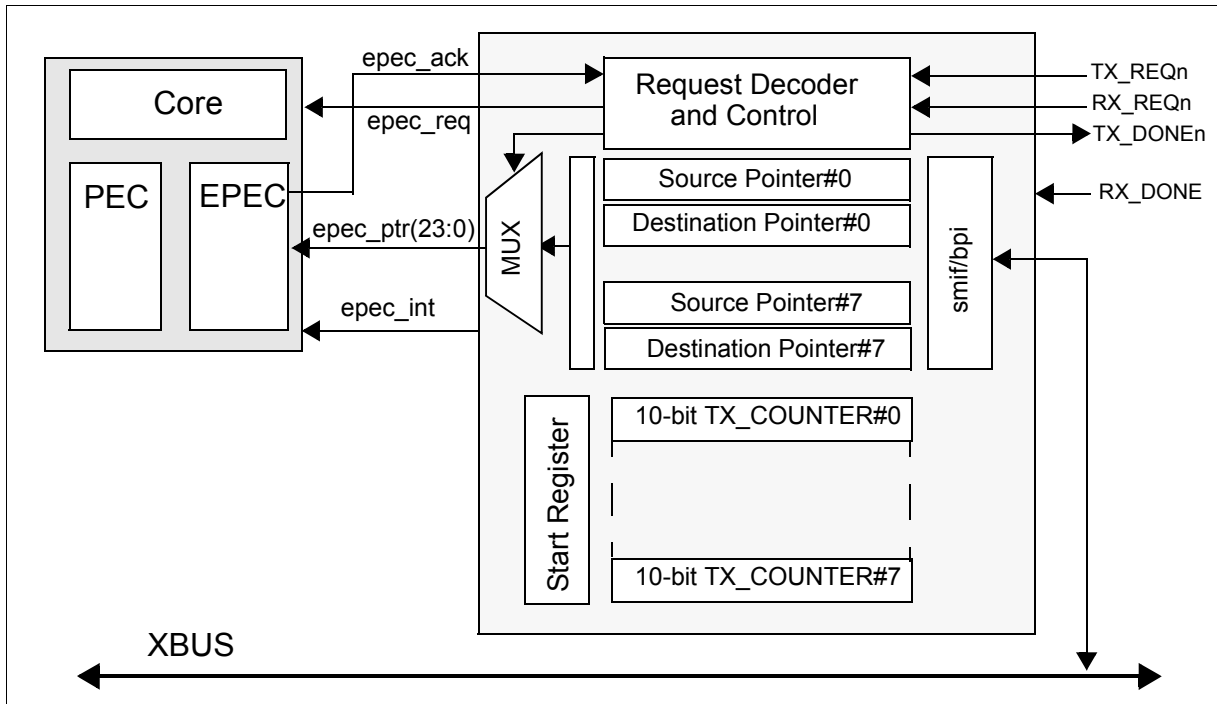 epec_ack
Core
epec_req
Request Decoder
and Control
TX_REQn
RX_REQn
TX_DONEn
PEC
EPEC
epec_ptr(23:0)
epec_int
MUX
Source Pointer#0
Destination Pointer#0
Source Pointer#7
Destination Pointer#7
smif/bpi
RX_DONE
Start Register
10-bit TX_COUNTER#0
10-bit TX_COUNTER#7
XBUS